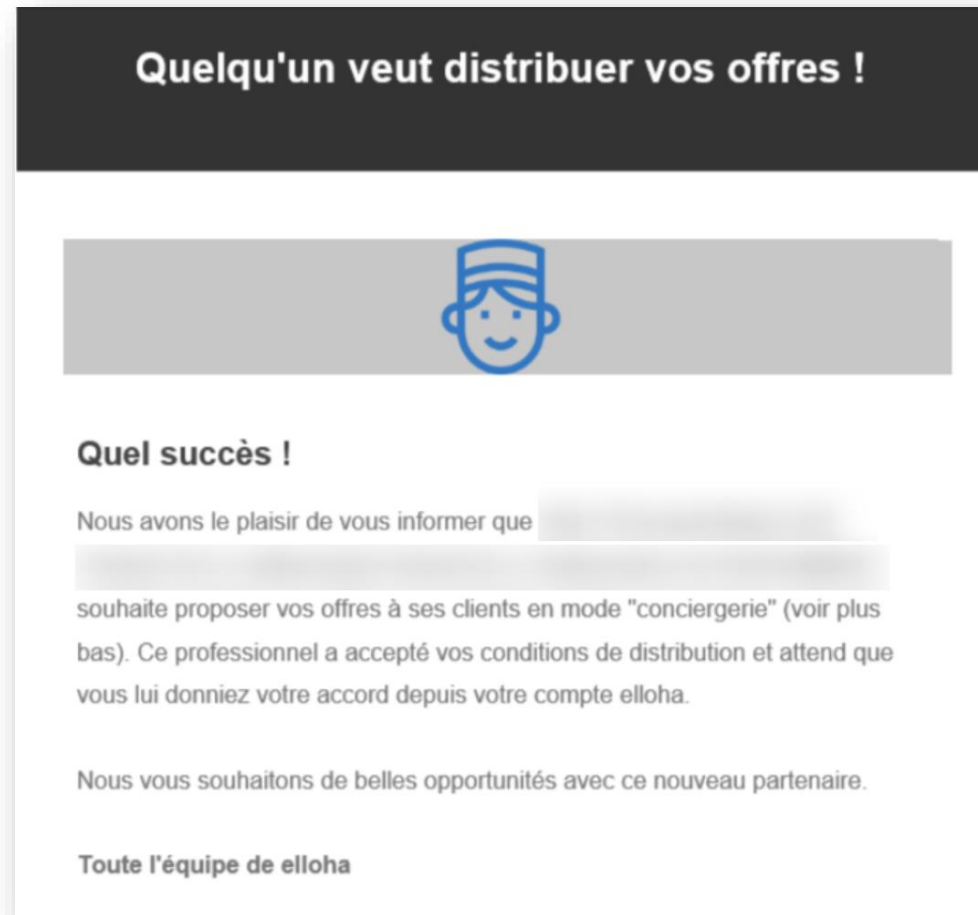 Quelqu'un veut distribuer vos offres !
Quel succès !
Nous avons le plaisir de vous informer que
souhaite proposer vos offres à ses clients en mode "conciergerie" (voir plus
bas). Ce professionnel a accepté vos conditions de distribution et attend que
vous lui donniez votre accord depuis votre compte elloha.
Nous vous souhaitons de belles opportunités avec ce nouveau partenaire.
Toute l'équipe de elloha